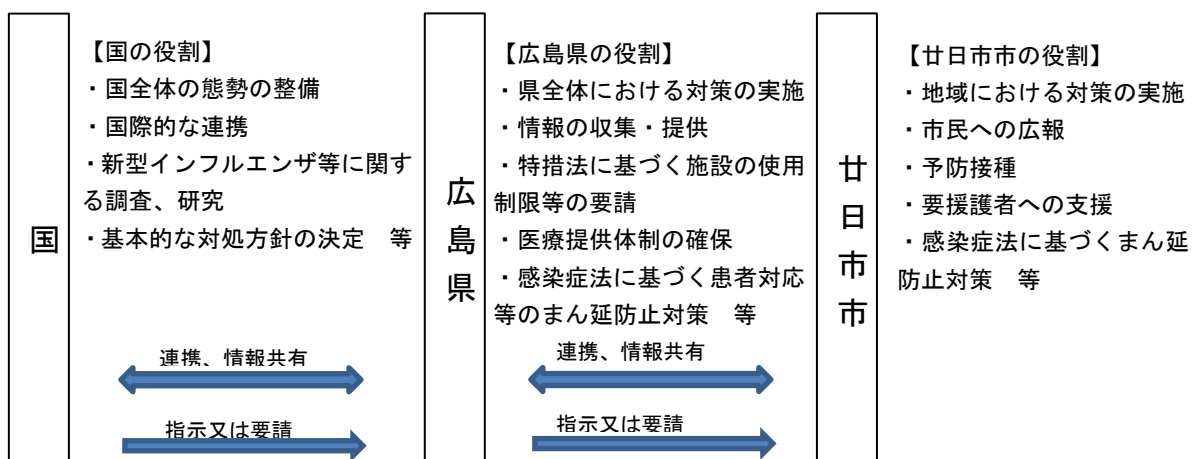 国
【国の役割】
・国全体の態勢の整備
・国際的な連携
・新型インフルエンザ等に関す
る調査、研究
・基本的な対処方針の決定　等
連携、情報共有
指示又は要請
広島県
【広島県の役割】
・県全体における対策の実施
・情報の収集・提供
・特措法に基づく施設の使用
制限等の要請
・医療提供体制の確保
・感染症法に基づく患者対応
等のまん延防止対策　等
連携、情報共有
指示又は要請
廿日市市
【廿日市市の役割】
・地域における対策の実施
・市民への広報
・予防接種
・要援護者への支援
・感染症法に基づくまん延
防止対策　等